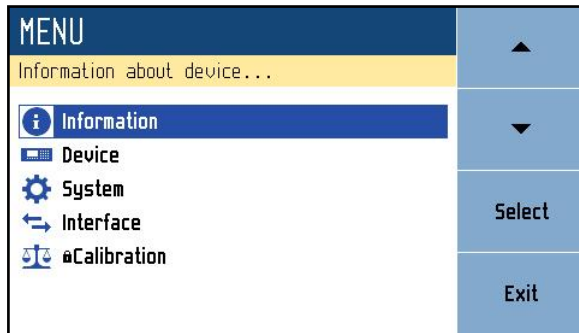 MENU
Information about device...
Information
Device
System
Interface
Calibration
Select
Exit